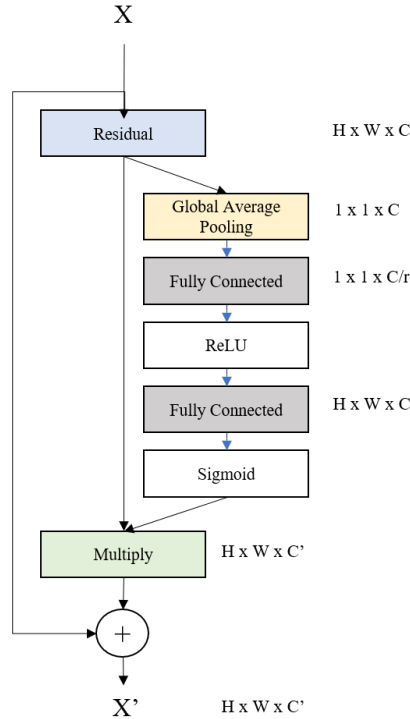 X
Residual
H x W x C
Global Average
Pooling
1 x 1 x C
Fully Connected
1 x 1 x C/r
ReLU
Fully Connected
H x W x C
Sigmoid
Multiply
H x W x C’
+
X’
H x W x C’